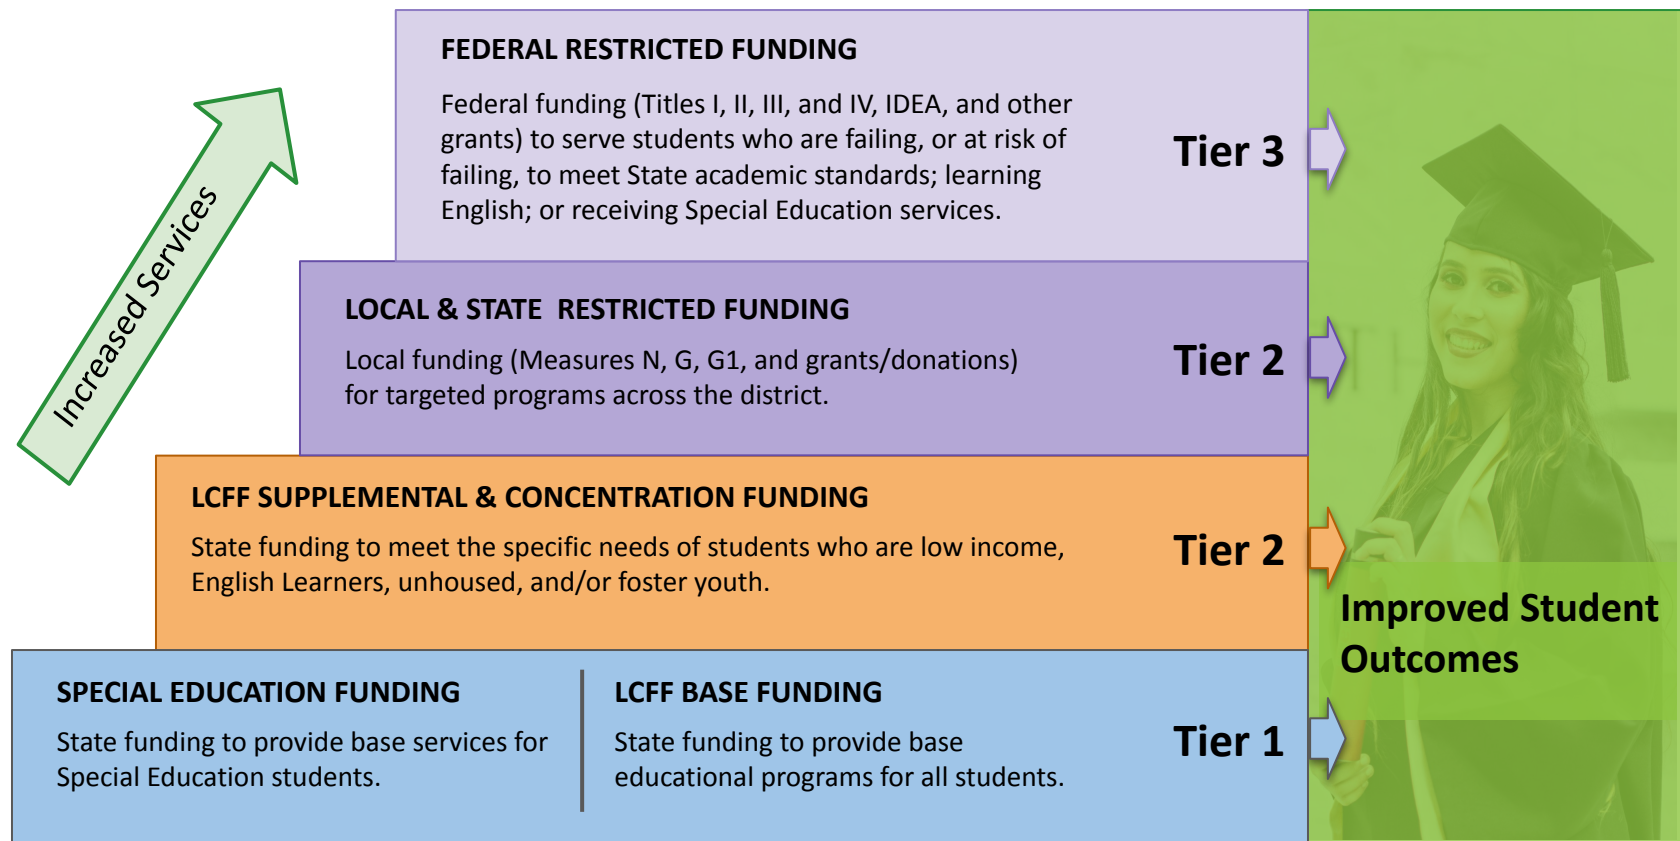 FEDERAL RESTRICTED FUNDING
Federal funding (Titles I, II, III, and IV, IDEA, and other
grants) to serve students who are failing, or at risk of
failing, to meet State academic standards; learning
English; or receiving Special Education services.
Tier 3
Increased Services
LOCAL & STATE  RESTRICTED FUNDING
Local funding (Measures N, G, G1, and grants/donations)
for targeted programs across the district.
Tier 2
LCFF SUPPLEMENTAL & CONCENTRATION FUNDING
State funding to meet the specific needs of students who are low income,
English Learners, unhoused, and/or foster youth.
Tier 2
SPECIAL EDUCATION FUNDING
State funding to provide base services for
Special Education students.
LCFF BASE FUNDING
State funding to provide base
educational programs for all students.
Tier 1
Improved Student
Outcomes